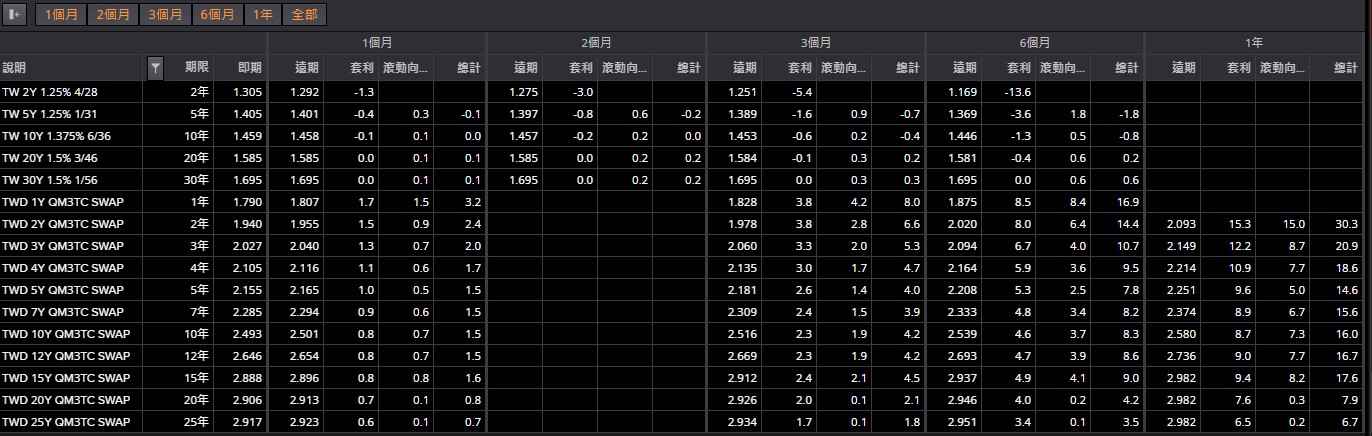 1個月 2個月 3個月 6個月 1年 全部
1個月 2個月 3個月 6個月 1年
說明 期限 即期 遠期 套利 滾動向... 總計 遠期 套利 滾動向... 總計 遠期 套利 滾動向... 總計 遠期 套利 滾動向... 總計 遠期 套利 滾動向... 總計
TW 2Y 1.25% 4/28 2年 1.305 1.292 -1.3 1.275 -3.0 1.251 -5.4 1.169 -13.6
TW 5Y 1.25% 1/31 5年 1.405 1.401 -0.4 0.3 -0.1 1.397 -0.8 0.6 -0.2 1.389 -1.6 0.9 -0.7 1.369 -3.6 1.8 -1.8
TW 10Y 1.375% 6/36 10年 1.459 1.458 -0.1 0.1 0.0 1.457 -0.2 0.2 0.0 1.453 -0.6 0.2 -0.4 1.446 -1.3 0.5 -0.8
TW 20Y 1.5% 3/46 20年 1.585 1.585 0.0 0.1 0.1 1.585 0.0 0.2 0.2 1.584 -0.1 0.3 0.2 1.581 -0.4 0.6 0.2
TW 30Y 1.5% 1/56 30年 1.695 1.695 0.0 0.1 0.1 1.695 0.0 0.2 0.2 1.695 0.0 0.3 0.3 1.695 0.0 0.6 0.6
TWD 1Y QM3TC SWAP 1年 1.790 1.807 1.7 1.5 3.2 1.828 3.8 4.2 8.0 1.875 8.5 8.4 16.9
TWD 2Y QM3TC SWAP 2年 1.940 1.955 1.5 0.9 2.4 1.978 3.8 2.8 6.6 2.020 8.0 6.4 14.4 2.093 15.3 15.0 30.3
TWD 3Y QM3TC SWAP 3年 2.027 2.040 1.3 0.7 2.0 2.060 3.3 2.0 5.3 2.094 6.7 4.0 10.7 2.149 12.2 8.7 20.9
TWD 4Y QM3TC SWAP 4年 2.105 2.116 1.1 0.6 1.7 2.135 3.0 1.7 4.7 2.164 5.9 3.6 9.5 2.214 10.9 7.7 18.6
TWD 5Y QM3TC SWAP 5年 2.155 2.165 1.0 0.5 1.5 2.181 2.6 1.4 4.0 2.208 5.3 2.5 7.8 2.251 9.6 5.0 14.6
TWD 7Y QM3TC SWAP 7年 2.285 2.294 0.9 0.6 1.5 2.309 2.4 1.5 3.9 2.333 4.8 3.4 8.2 2.374 8.9 6.7 15.6
TWD 10Y QM3TC SWAP 10年 2.493 2.501 0.8 0.7 1.5 2.516 2.3 1.9 4.2 2.539 4.6 3.7 8.3 2.580 8.7 7.3 16.0
TWD 12Y QM3TC SWAP 12年 2.646 2.654 0.8 0.7 1.5 2.669 2.3 1.9 4.2 2.693 4.7 3.9 8.6 2.736 9.0 7.7 16.7
TWD 15Y QM3TC SWAP 15年 2.888 2.896 0.8 0.8 1.6 2.912 2.4 2.1 4.5 2.937 4.9 4.1 9.0 2.982 9.4 8.2 17.6
TWD 20Y QM3TC SWAP 20年 2.906 2.913 0.7 0.1 0.8 2.926 2.0 0.1 2.1 2.946 4.0 0.2 4.2 2.982 7.6 0.3 7.9
TWD 25Y QM3TC SWAP 25年 2.917 2.923 0.6 0.1 0.7 2.934 1.7 0.1 1.8 2.951 3.4 0.1 3.5 2.982 6.5 0.2 6.7